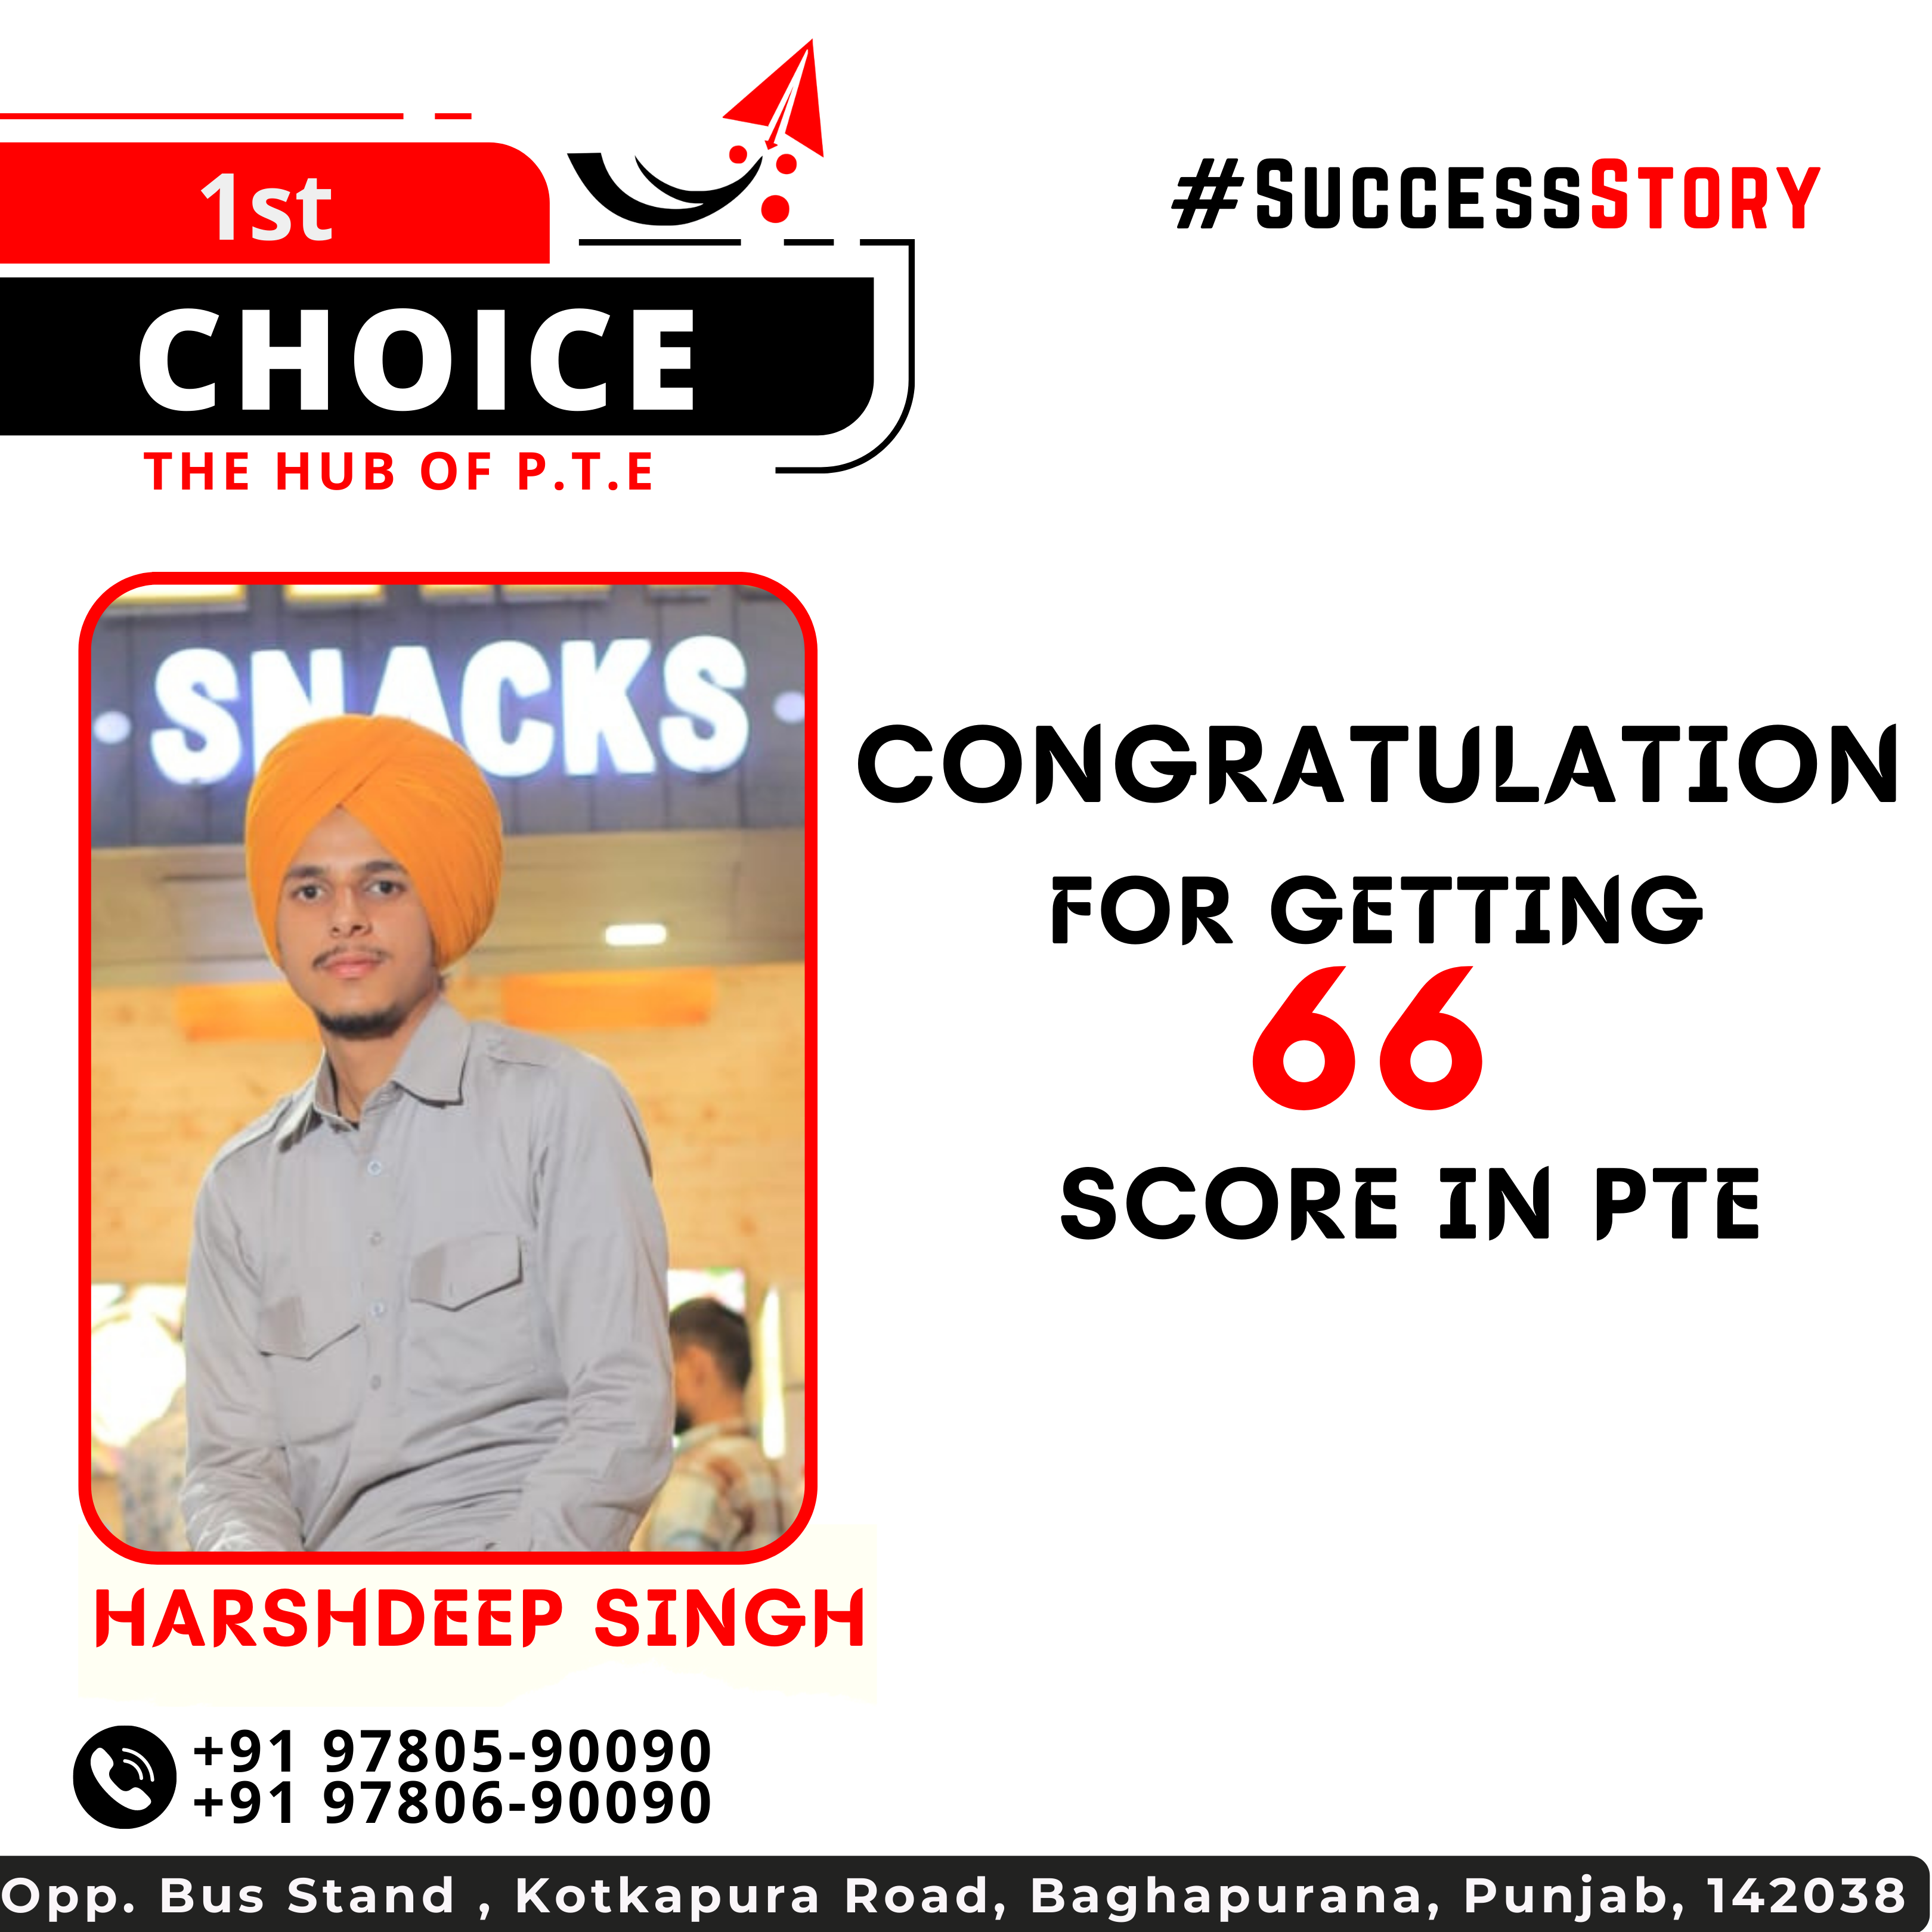 1st
CHOICE
THE HUB OF P.T.E
#SuccessStory
SNACKS
CONGRATULATION
FOR GETTING
66
SCORE IN PTE
HARSHDEEP SINGH
+91 97805-90090
+91 97806-90090
Opp. Bus Stand , Kotkapura Road, Baghapurana, Punjab, 142038